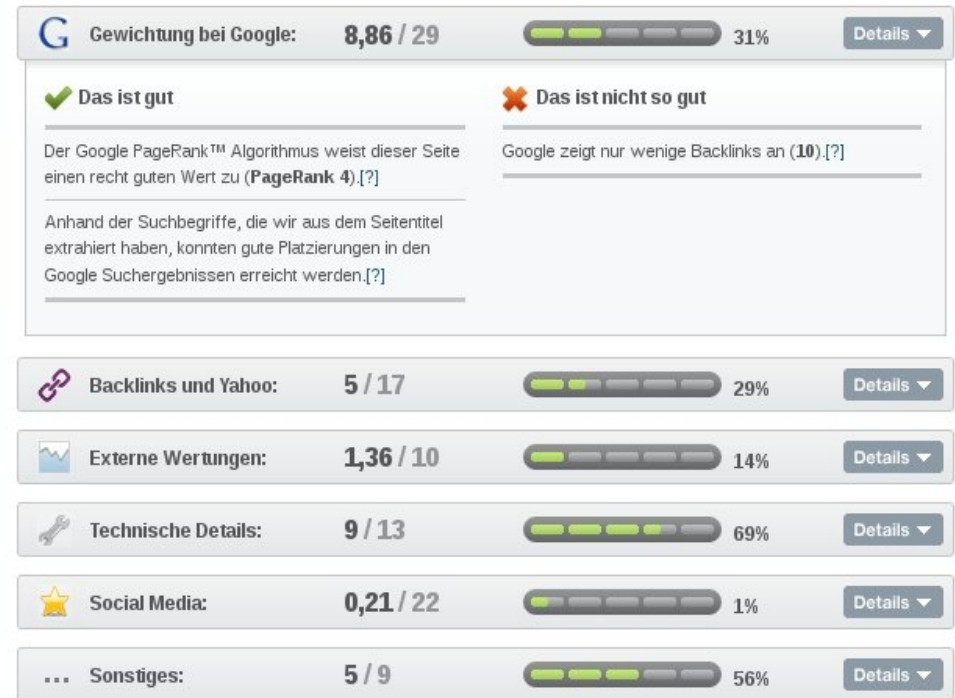 G Gewichtung bei Google: 8,86 / 29 31% Details
Das ist gut
Der Google PageRank™ Algorithmus weist dieser Seite
einen recht guten Wert zu (PageRank 4).[?]
Anhand der Suchbegriffe, die wir aus dem Seitentitel
extrahiert haben, konnten gute Platzierungen in den
Google Suchergebnissen erreicht werden.[?]
Das ist nicht so gut
Google zeigt nur wenige Backlinks an (10).[?]
Backlinks und Yahoo: 5 / 17 29% Details
Externe Wertungen: 1,36 / 10 14% Details
Technische Details: 9 / 13 69% Details
Social Media: 0,21 / 22 1% Details
... Sonstiges: 5 / 9 56% Details